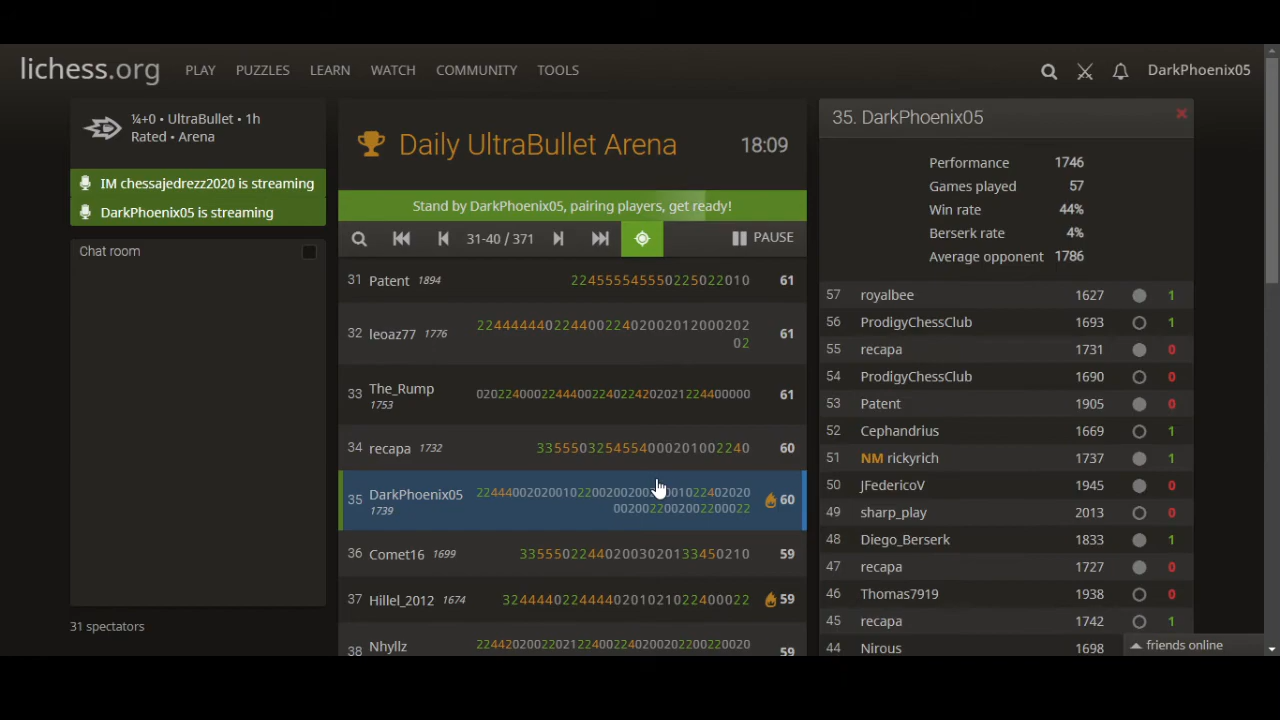 lichess.org PLAY PUZZLES LEARN WATCH COMMUNITY TOOLS DarkPhoenix05
¼+0 • UltraBullet • 1h
Rated • Arena
IM chessajedrezz2020 is streaming
DarkPhoenix05 is streaming
Chat room
31 spectators
Daily UltraBullet Arena 18:09
Stand by DarkPhoenix05, pairing players, get ready!
31-40 / 371 PAUSE
31 Patent 1894 224555545550225022010 61
32 leoaz77 1776 61
33 The_Rump 1753 61
34 recapa 1732 60
35 DarkPhoenix05 1739 60
36 Comet16 1699 59
37 Hillel_2012 1674 59
38 Nhyllz 59
35. DarkPhoenix05
Performance 1746
Games played 57
Win rate 44%
Berserk rate 4%
Average opponent 1786
57 royalbee 1627 1
56 ProdigyChessClub 1693 1
55 recapa 1731 0
54 ProdigyChessClub 1690 0
53 Patent 1905 0
52 Cephandrius 1669 1
51 NM rickyrich 1737 1
50 JFedericoV 1945 0
49 sharp_play 2013 0
48 Diego_Berserk 1833 1
47 recapa 1727 0
46 Thomas7919 1938 0
45 recapa 1742 1
44 Nirous 1698
friends online